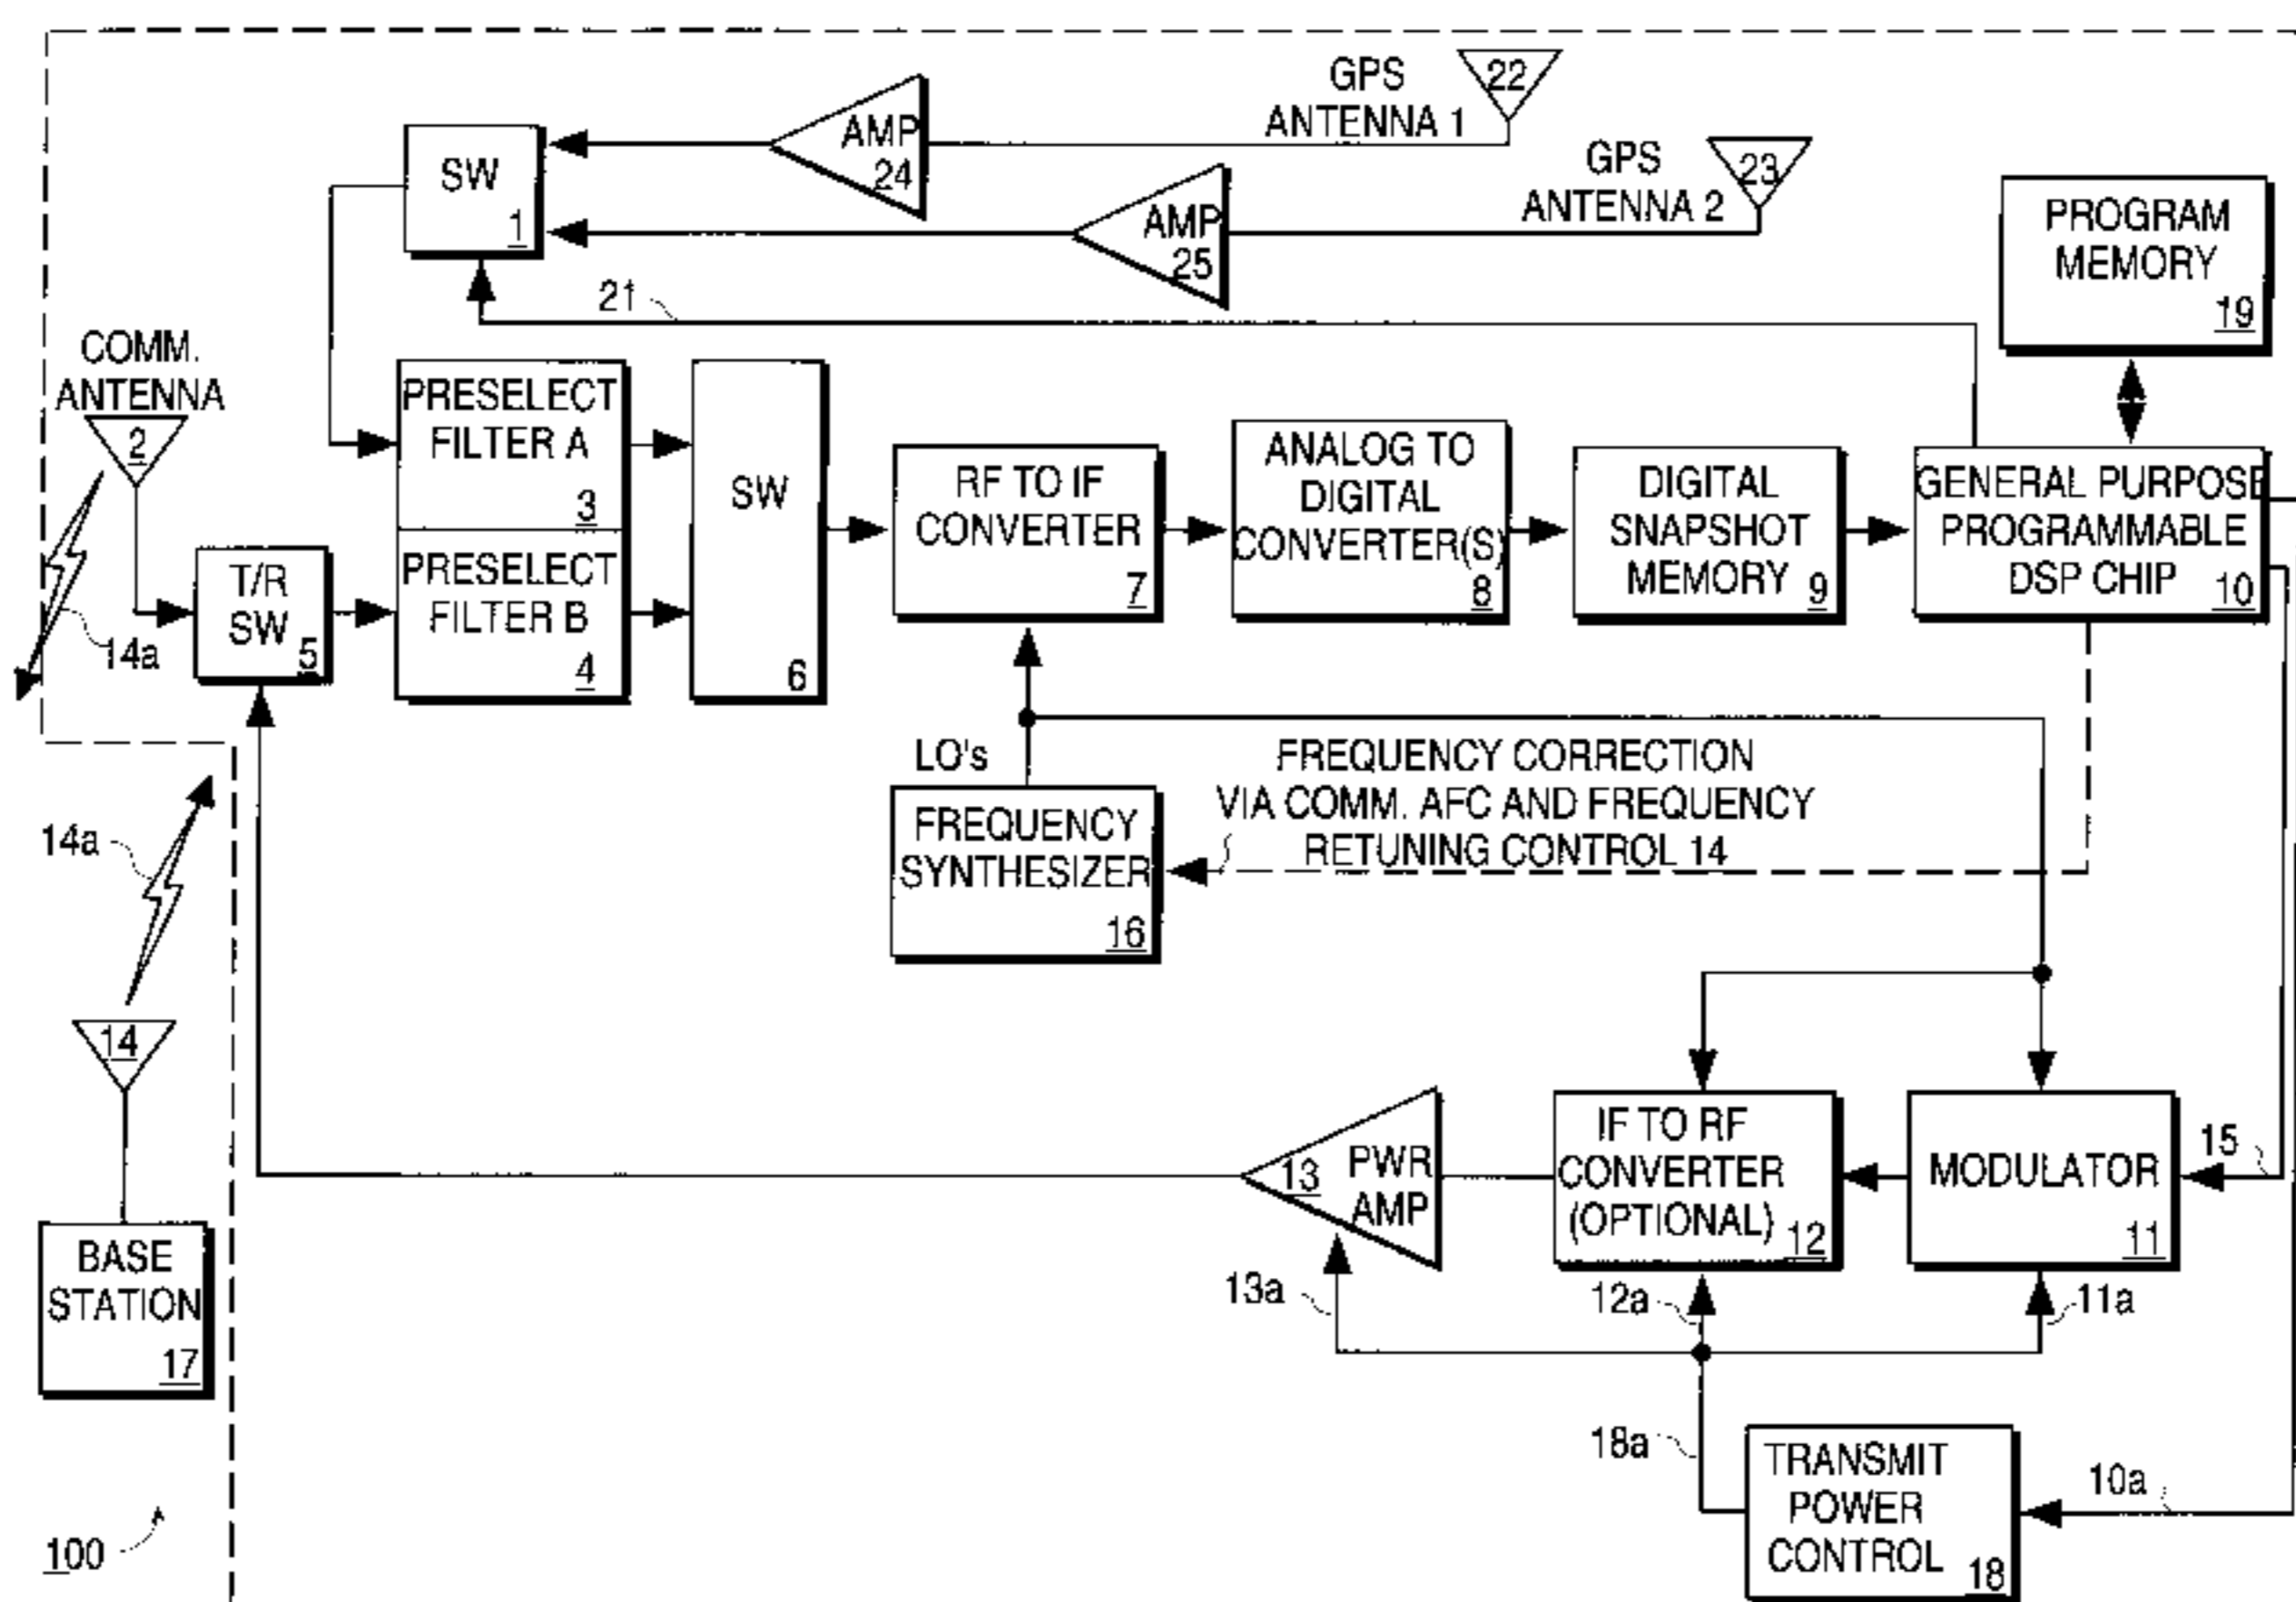 GPS
ANTENNA 1
22
AMP
24
GPS
ANTENNA 2
23
AMP
25
SW
1
21
PROGRAM
MEMORY
19
COMM.
ANTENNA
2
14a
T/R
SW
5
PRESELECT
FILTER A
3
PRESELECT
FILTER B
4
SW
6
RF TO IF
CONVERTER
7
ANALOG TO
DIGITAL
CONVERTER(S)
8
DIGITAL
SNAPSHOT
MEMORY
9
GENERAL PURPOSE
PROGRAMMABLE
DSP CHIP
10
LO's
FREQUENCY
SYNTHESIZER
16
FREQUENCY CORRECTION
VIA COMM. AFC AND FREQUENCY
RETUNING CONTROL 14
14a
14
BASE
STATION
17
13
PWR
AMP
13a
IF TO RF
CONVERTER
(OPTIONAL)
12
12a
MODULATOR
11
11a
15
18a
TRANSMIT
POWER
CONTROL
18
10a
100